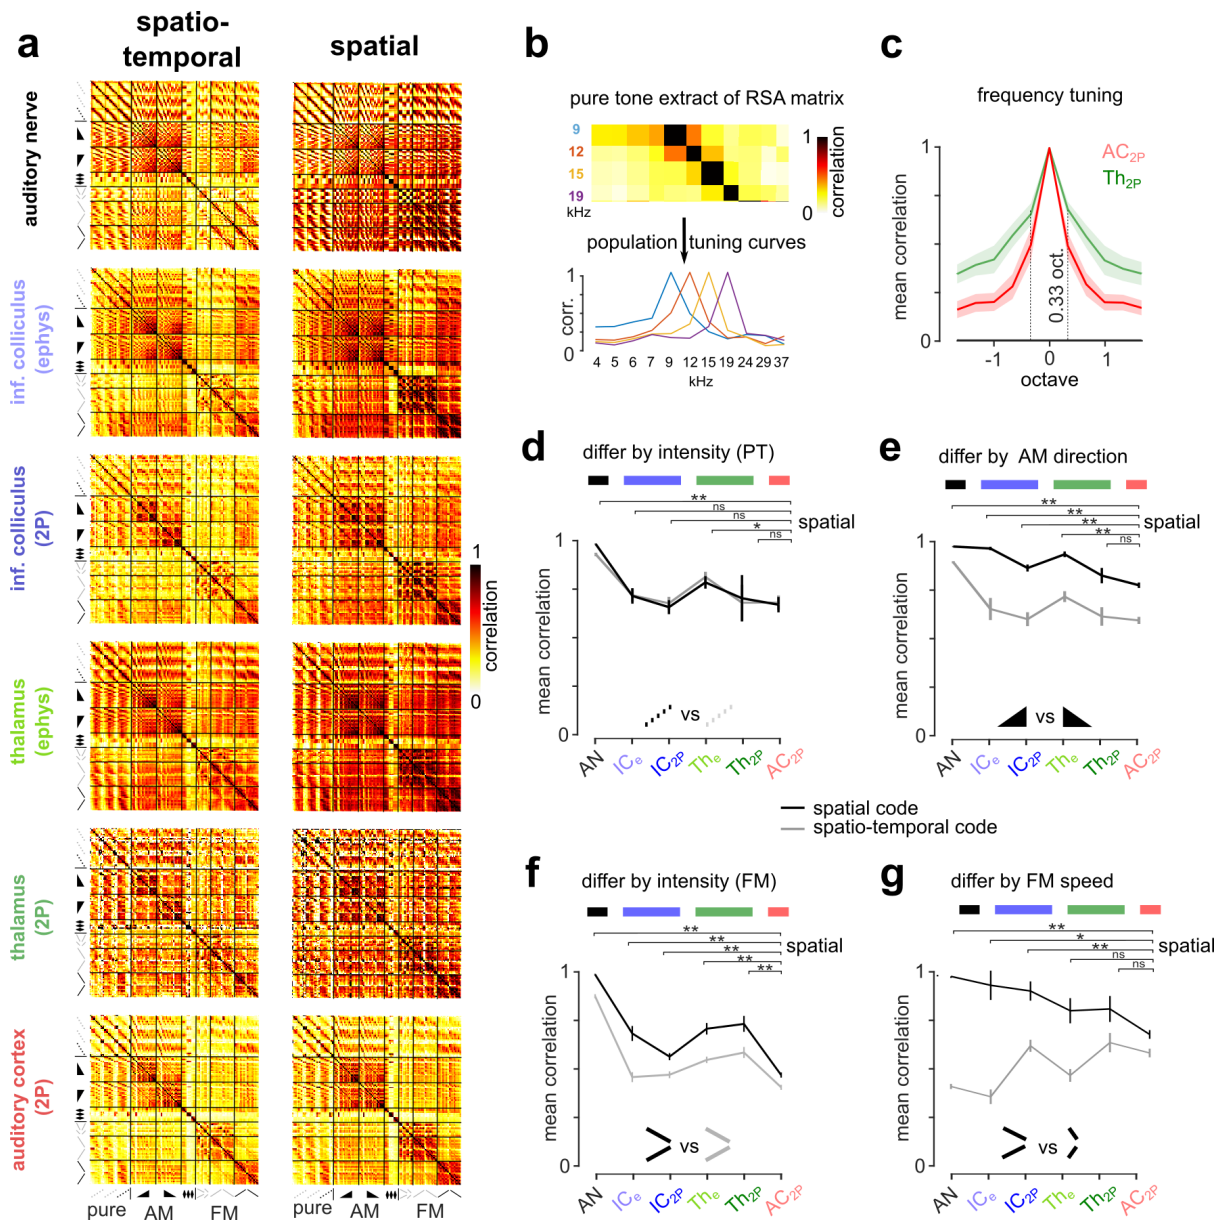 a
spatio-
temporal
spatial
auditory nerve
inf. colliculus
(ephys)
inf. colliculus
(2P)
thalamus
(ephys)
thalamus
(2P)
auditory cortex
(2P)
pure AM FM
pure AM FM
1
correlation
0
b
pure tone extract of RSA matrix
9
12
15
19
kHz
1
correlation
0
population tuning curves
1
corr.
0
4 5 6 7 9 12 15 19 24 29 37
kHz
c
frequency tuning
AC2P
Th2P
1
mean correlation
0
0.33 oct.
-1 0 1
octave
d
differ by intensity (PT)
**
ns
ns
*
ns
spatial
1
mean correlation
0
vs
AN ICe IC2P The Th2P AC2P
e
differ by AM direction
**
**
**
**
ns
spatial
1
mean correlation
0
vs
AN ICe IC2P The Th2P AC2P
spatial code
spatio-temporal code
f
differ by intensity (FM)
**
**
**
**
**
spatial
1
mean correlation
0
vs
AN ICe IC2P The Th2P AC2P
g
differ by FM speed
**
*
**
ns
ns
spatial
1
mean correlation
0
vs
AN ICe IC2P The Th2P AC2P